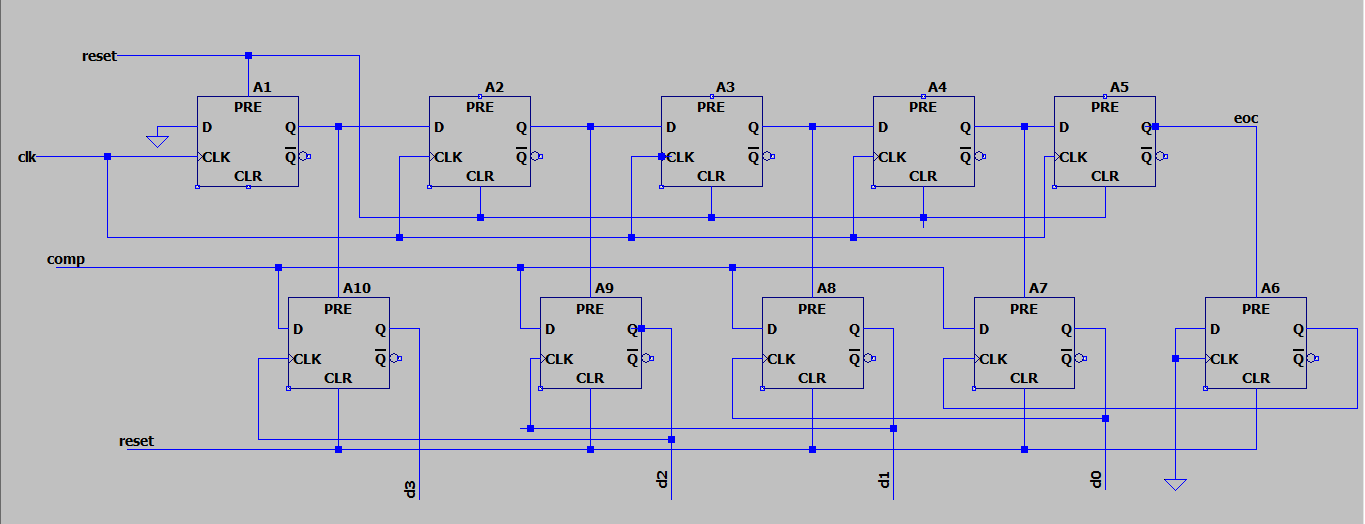 reset
A1 A2 A3 A4 A5
PRE PRE PRE PRE PRE
D Q D Q D Q D Q D Q eoc
clk CLK Q CLK Q CLK Q CLK Q CLK Q
CLR CLR CLR CLR CLR
comp
A10 A9 A8 A7 A6
PRE PRE PRE PRE PRE
D Q D Q D Q D Q D Q
CLK Q CLK Q CLK Q CLK Q CLK Q
CLR CLR CLR CLR CLR
reset
d3 d2 d1 d0